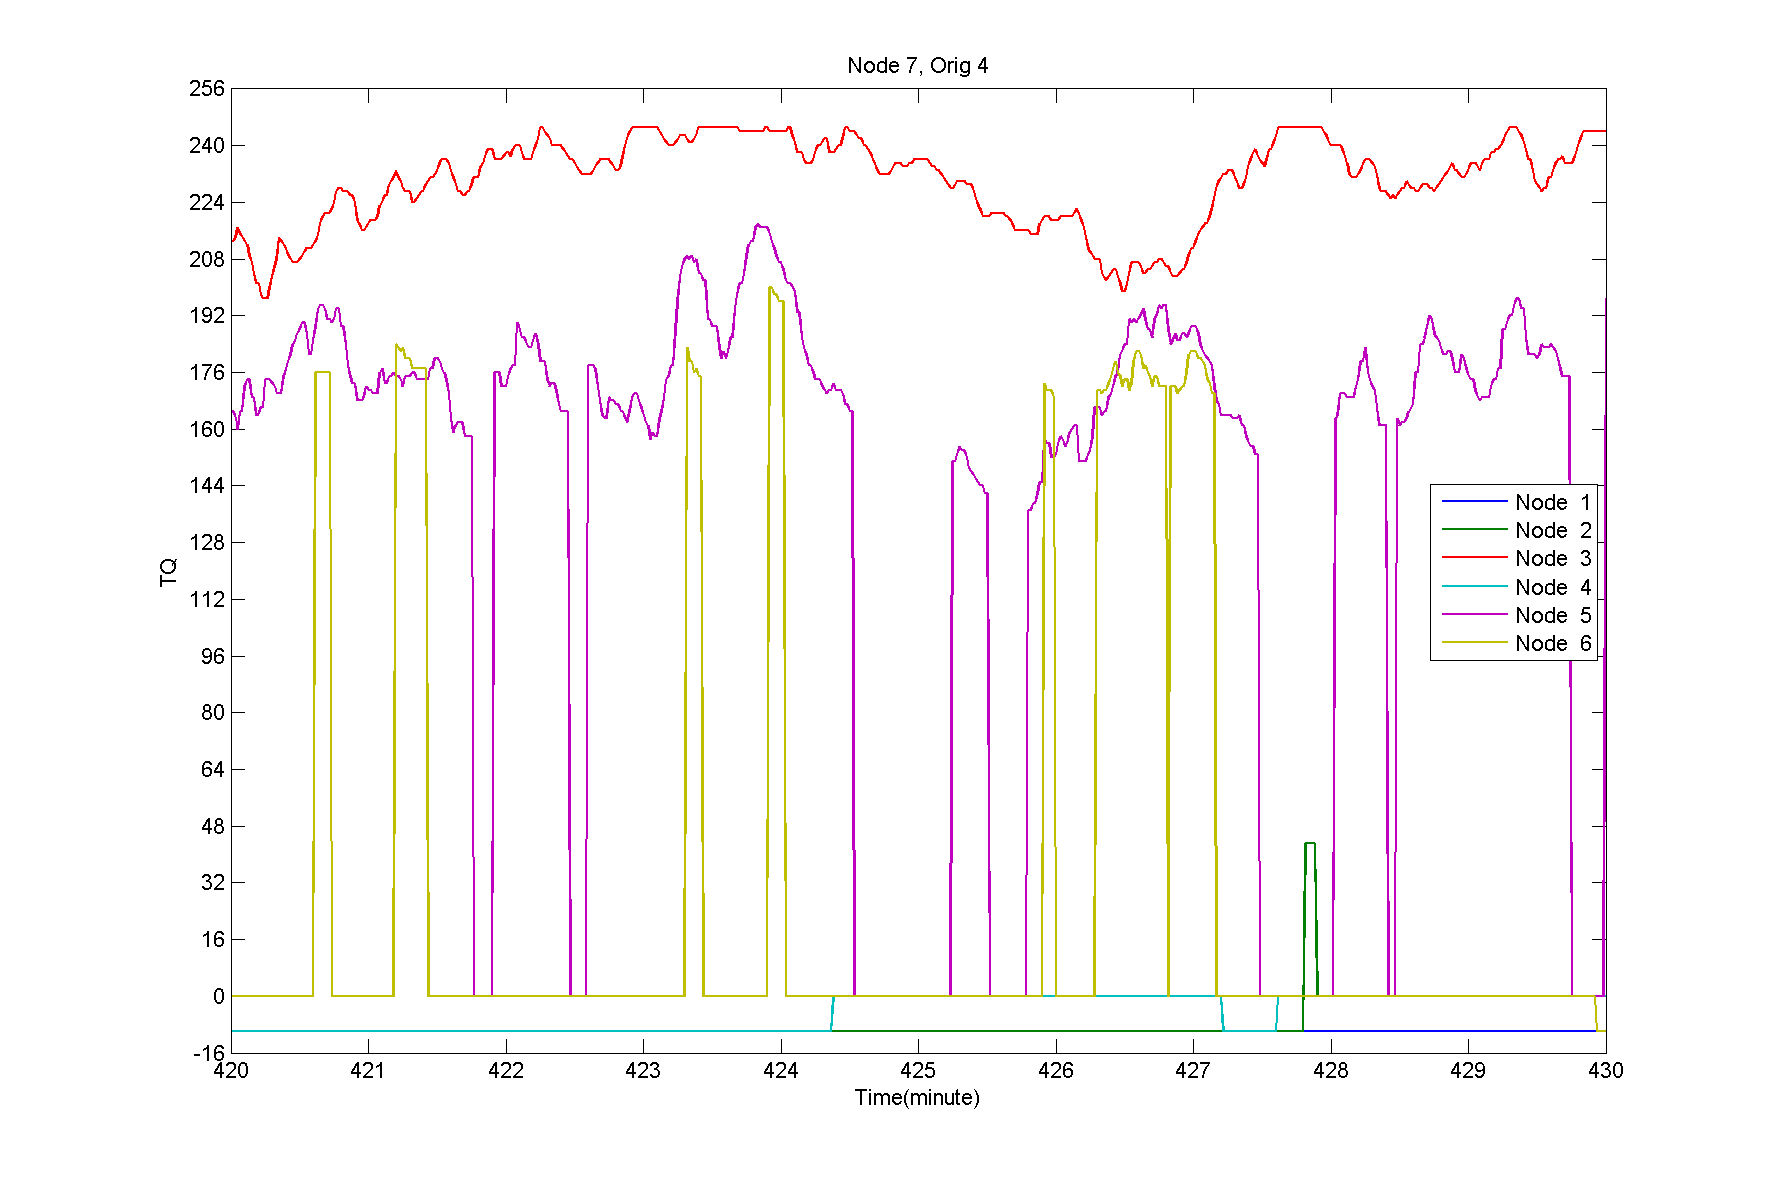 Node 7, Orig 4
256
240
224
208
192
176
160
144
128
112
96
80
64
48
32
16
0
-16
TQ
Node 1
Node 2
Node 3
Node 4
Node 5
Node 6
420 421 422 423 424 425 426 427 428 429 430
Time(minute)